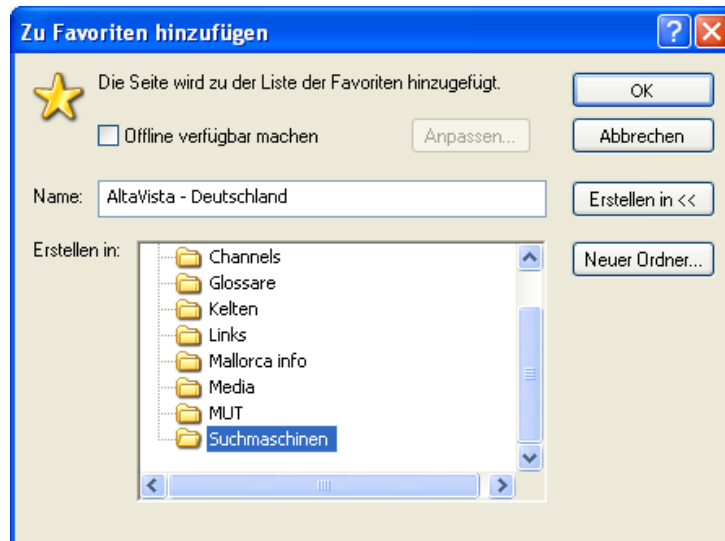 Zu Favoriten hinzufügen
Die Seite wird zu der Liste der Favoriten hinzugefügt.
OK
Offline verfügbar machen
Anpassen...
Abbrechen
Name:
AltaVista - Deutschland
Erstellen in <<
Erstellen in:
Channels
Neuer Ordner...
Glossare
Kelten
Links
Mallorca info
Media
MUT
Suchmaschinen